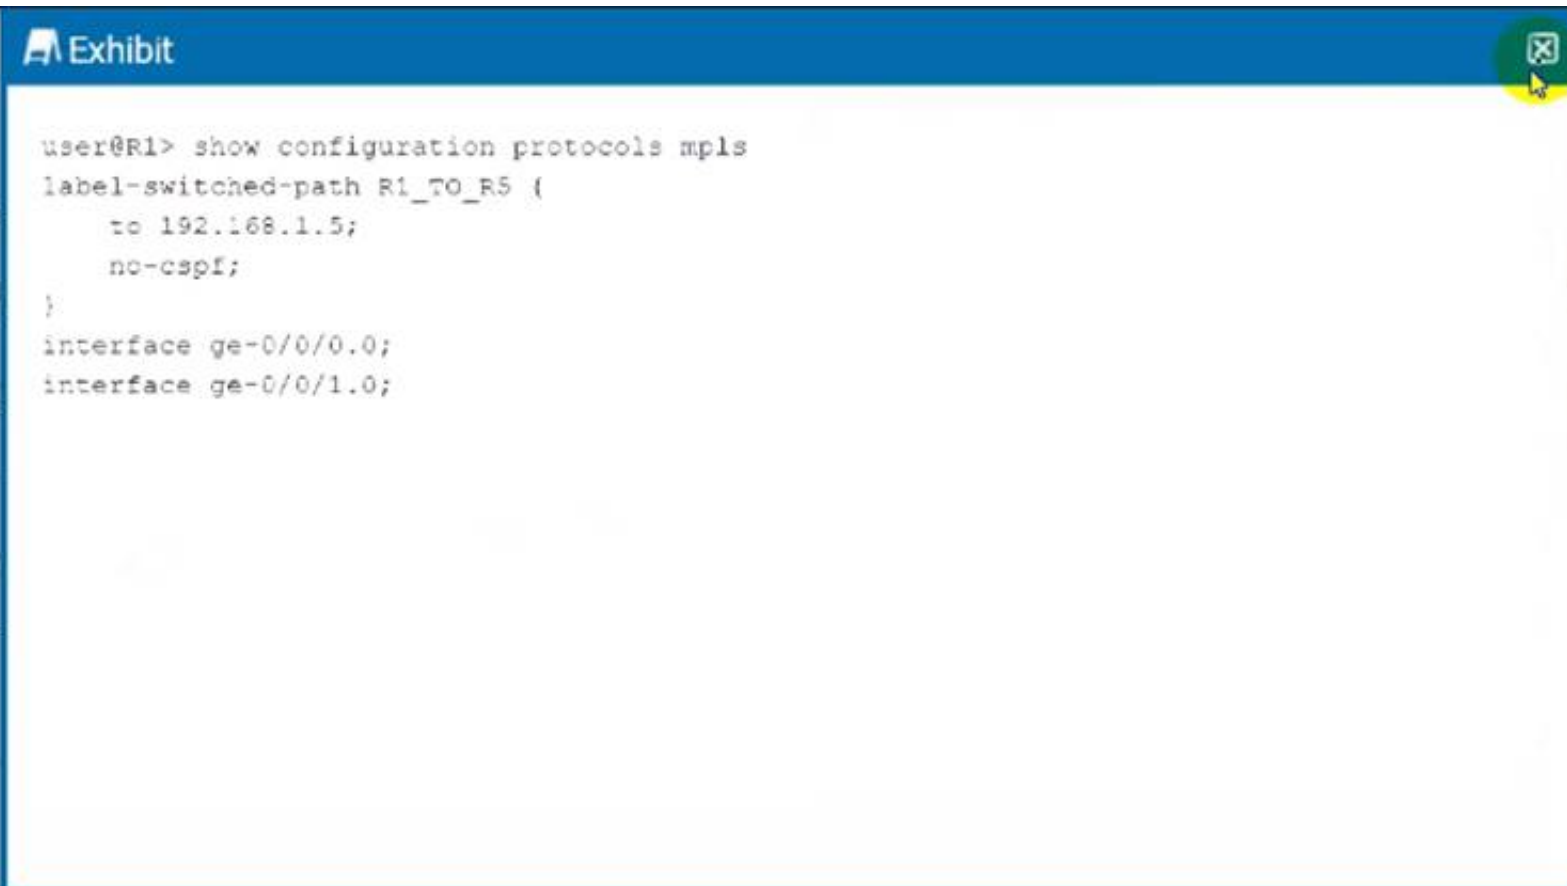 Exhibit
user@R1> show configuration protocols mpls
label-switched-path R1_TO_R5 {
    to 192.168.1.5;
    no-cspf;
}
interface ge-0/0/0.0;
interface ge-0/0/1.0;